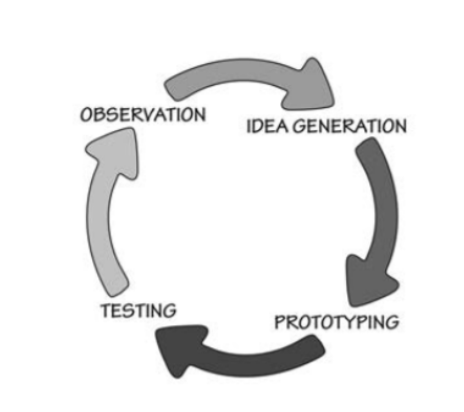 OBSERVATION
IDEA GENERATION
PROTOTYPING
TESTING